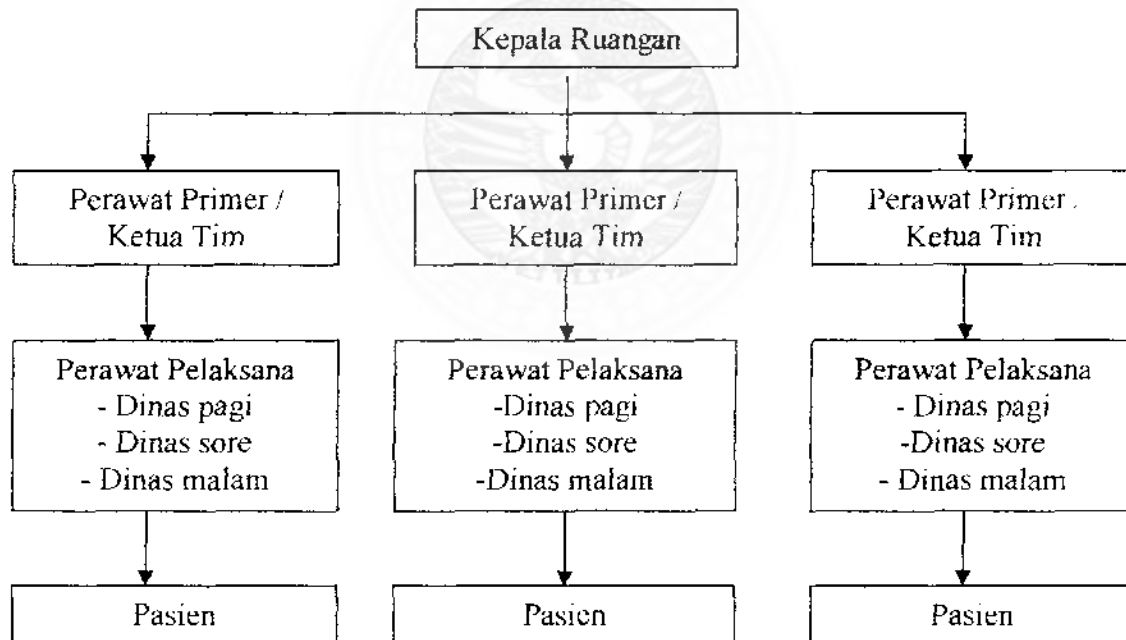 Kepala Ruangan
Perawat Primer /
Ketua Tim
Perawat Primer /
Ketua Tim
Perawat Primer /
Ketua Tim
Perawat Pelaksana
- Dinas pagi
- Dinas sore
- Dinas malam
Perawat Pelaksana
-Dinas pagi
-Dinas sore
-Dinas malam
Perawat Pelaksana
- Dinas pagi
-Dinas sore
- Dinas malam
Pasien
Pasien
Pasien